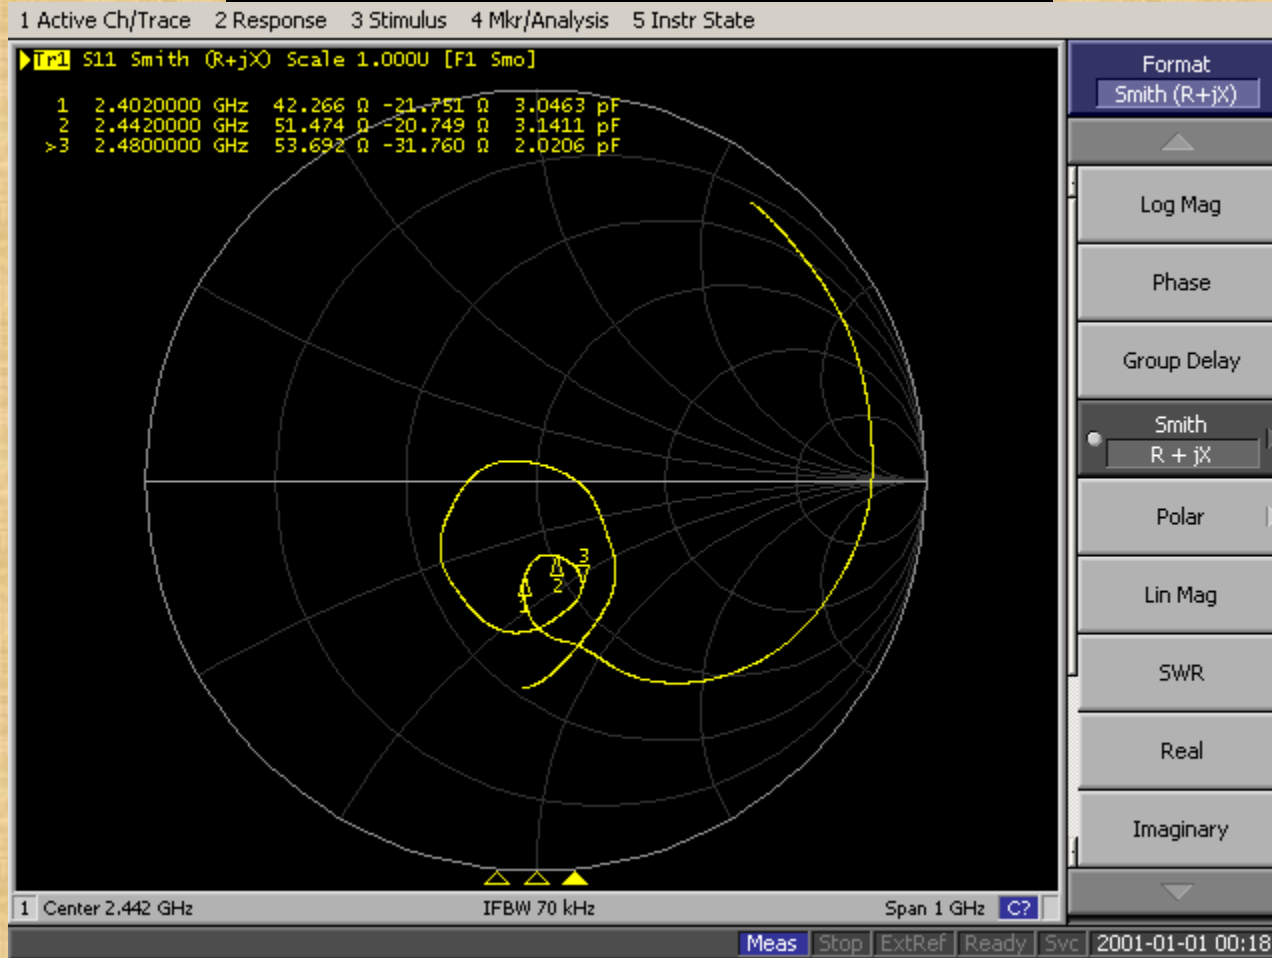 1 Active Ch/Trace 2 Response 3 Stimulus 4 Mkr/Analysis 5 Instr State
Tr1 S11 Smith (R+jX) Scale 1.000U [F1 Smo]
1 2.4020000 GHz 42.266 Ω -21.751 Ω 3.0463 pF
2 2.4420000 GHz 51.474 Ω -20.749 Ω 3.1411 pF
>3 2.4800000 GHz 53.692 Ω -31.760 Ω 2.0206 pF
1
2
3
Format
Smith (R+jX)
Log Mag
Phase
Group Delay
Smith
R + jX
Polar
Lin Mag
SWR
Real
Imaginary
1 Center 2.442 GHz IFBW 70 kHz Span 1 GHz C?
Meas Stop ExtRef Ready Svc 2001-01-01 00:18